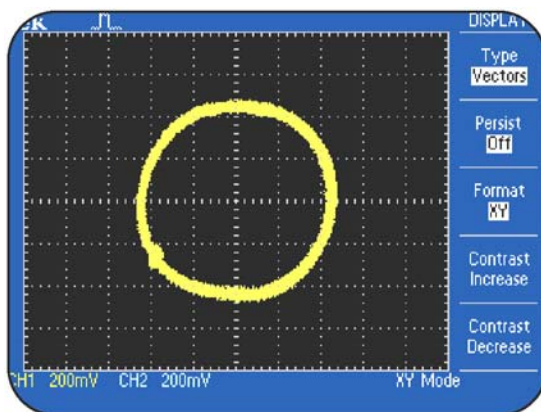 DISPLAY
Type
Vectors
Persist
Off
Format
XY
Contrast
Increase
Contrast
Decrease
CH1 200mV CH2 200mV XY Mode